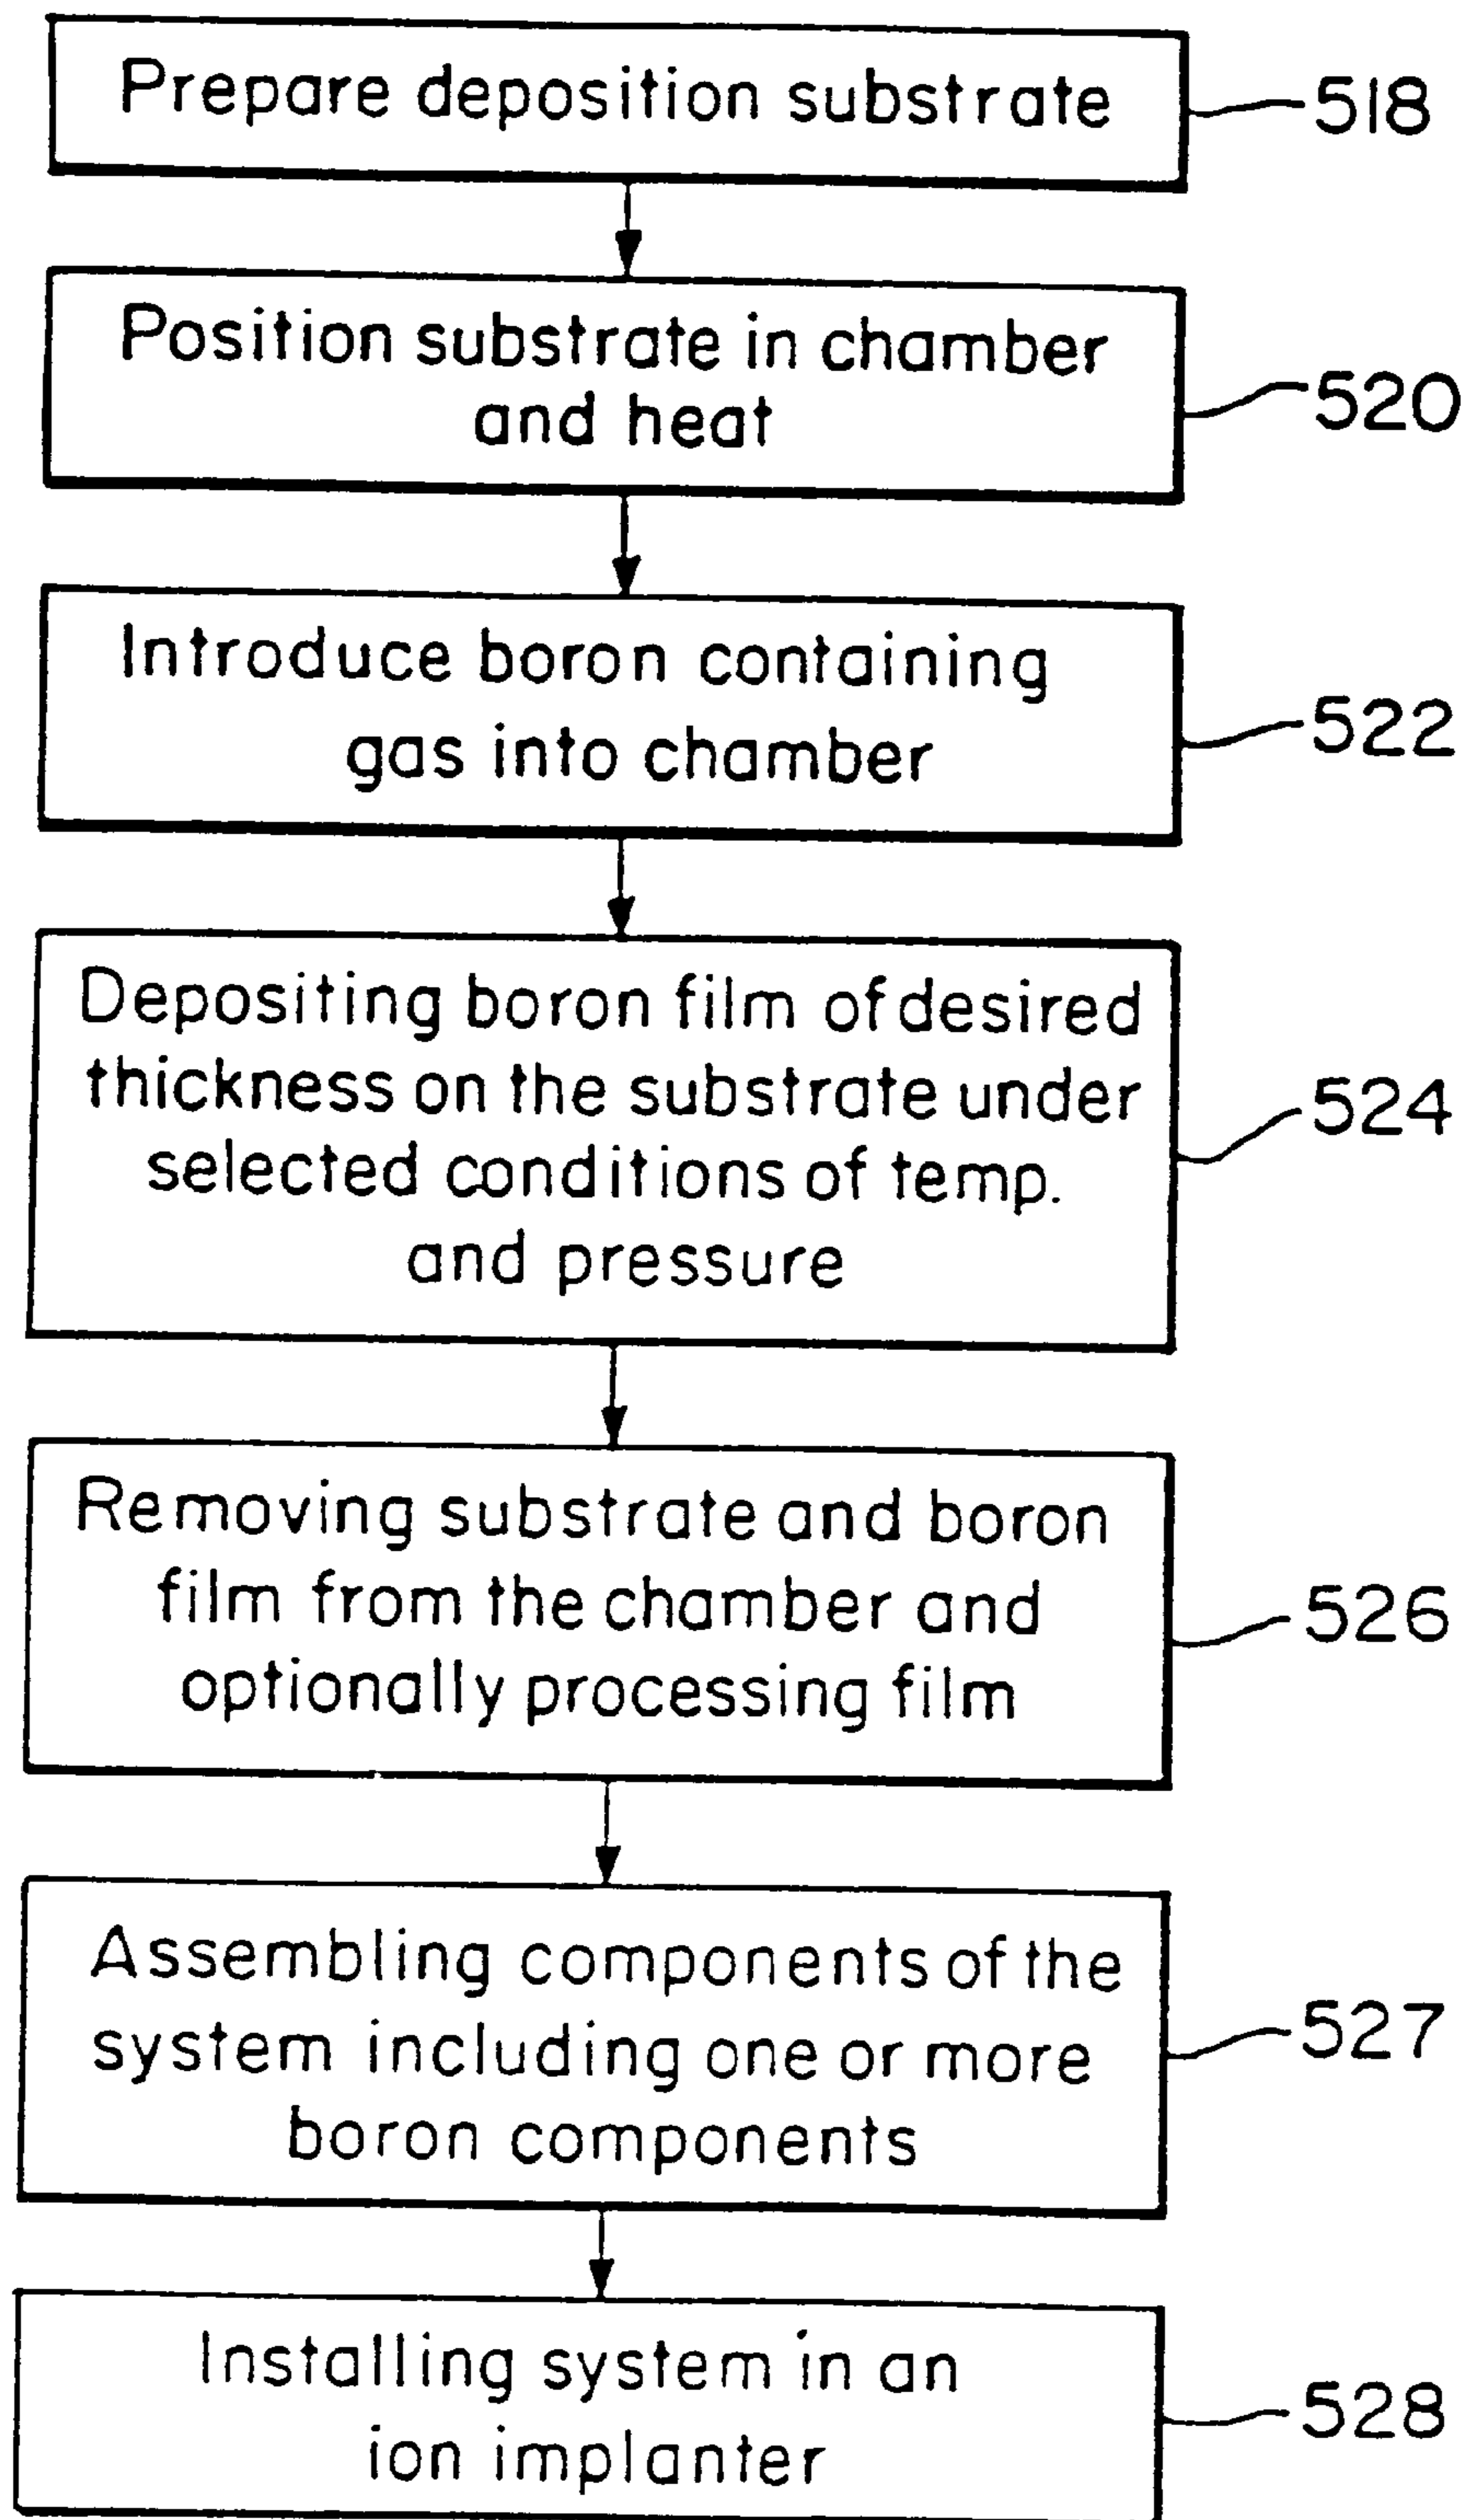 Prepare deposition substrate
518
Position substrate in chamber
and heat
520
Introduce boron containing
gas into chamber
522
Depositing boron film of desired
thickness on the substrate under
selected conditions of temp.
and pressure
524
Removing substrate and boron
film from the chamber and
optionally processing film
526
Assembling components of the
system including one or more
boron components
527
Installing system in an
ion implanter
528